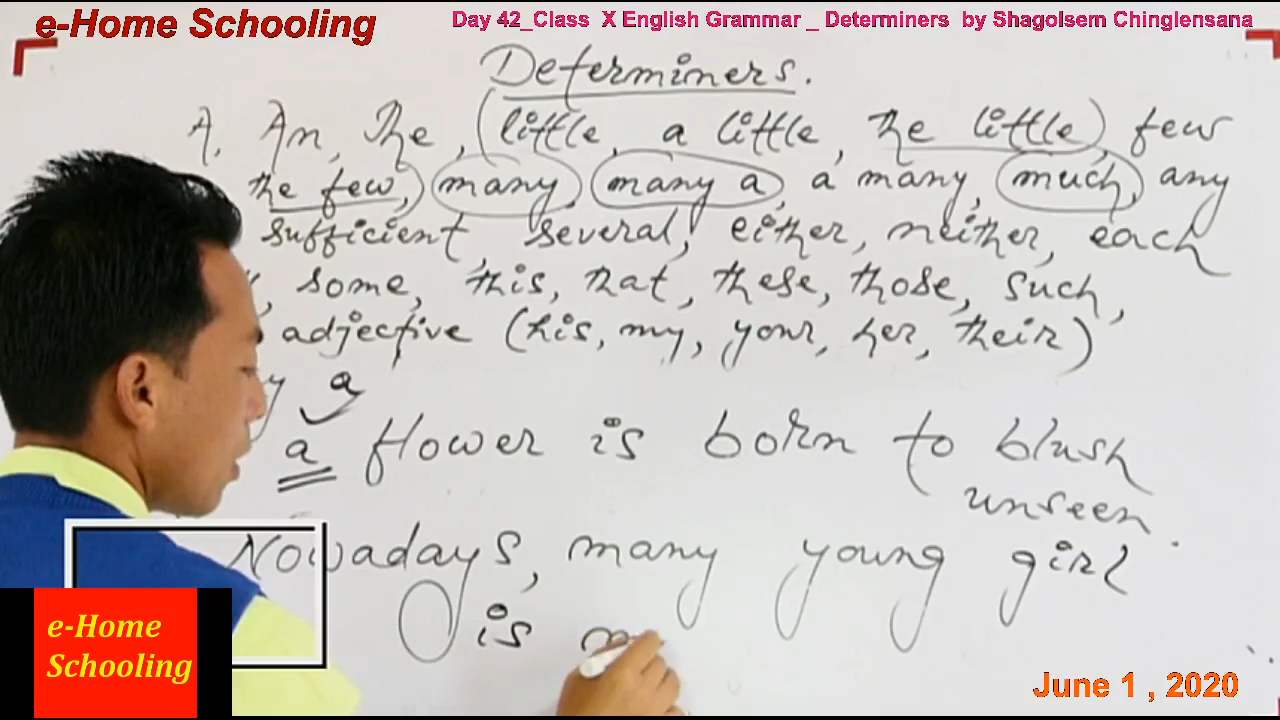 e-Home Schooling
Day 42_Class X English Grammar _ Determiners by Shagolsem Chinglensana
Determiners.
A, An, The, (little, a little, the little), few
the few,) many, many a, a many, much, any
sufficient, several, either, neither, each
some, this, that, these, those, such,
adjective (his, my, your, her, their)
a
a flower is born to blush
unseen.
Nowadays, many young girl
is
e-Home
Schooling
June 1 , 2020